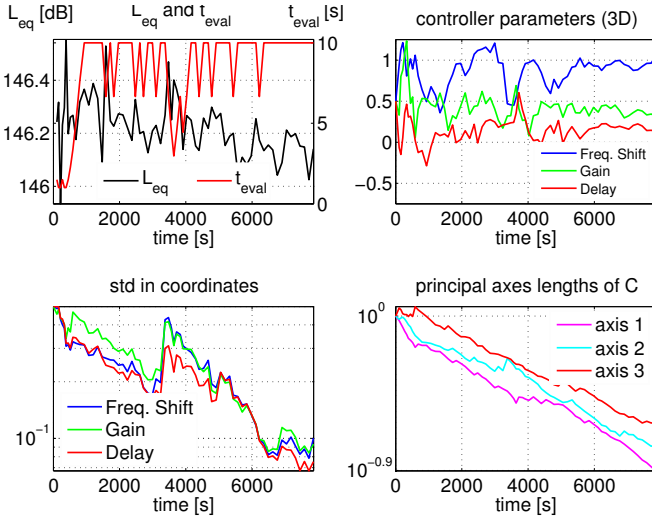 L_eq [dB] L_eq and t_eval t_eval [s]
146.4
146.2
146
10
5
0
L_eq t_eval
0 2000 4000 6000
time [s]
controller parameters (3D)
1
0.5
0
−0.5
Freq. Shift
Gain
Delay
0 2000 4000 6000
time [s]
std in coordinates
10^−1
Freq. Shift
Gain
Delay
0 2000 4000 6000
time [s]
principal axes lengths of C
10^0
10^−0.9
axis 1
axis 2
axis 3
0 2000 4000 6000
time [s]